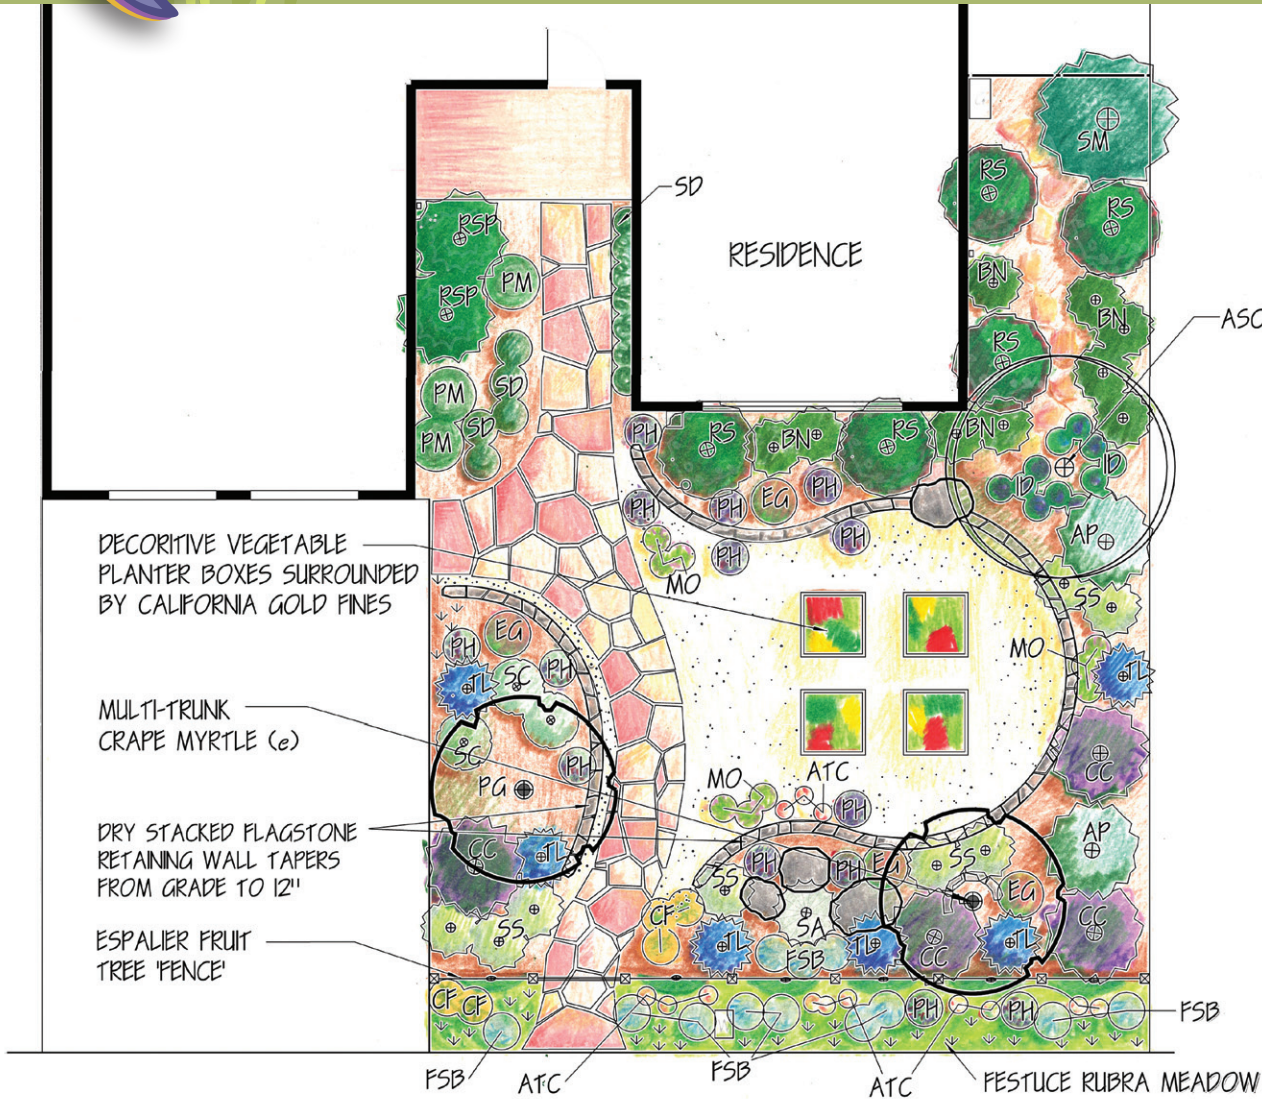 SM
RS
RS
SD
RSP
RESIDENCE
PM
BN
RSP
BN
ASC
RS
PM
SD
SD
PM
PH
RS
BN
RS
BN
ID
ID
PH
EG
PH
PH
PH
PH
AP
DECORITIVE VEGETABLE
PLANTER BOXES SURROUNDED
BY CALIFORNIA GOLD FINES
MO
SS
EG
PH
PH
MO
TL
SC
TL
MULTI-TRUNK
CRAPE MYRTLE (e)
SC
PH
PG
CC
MO
ATC
PH
DRY STACKED FLAGSTONE
RETAINING WALL TAPERS
FROM GRADE TO 12"
CC
TL
AP
PH
PH
EG
SS
SS
EG
ESPALIER FRUIT
TREE 'FENCE'
SS
CF
SA
TL
FSB
TL
CC
TL
CC
CF
CF
PH
PH
FSB
FSB
ATC
FSB
ATC
FESTUCE RUBRA MEADOW